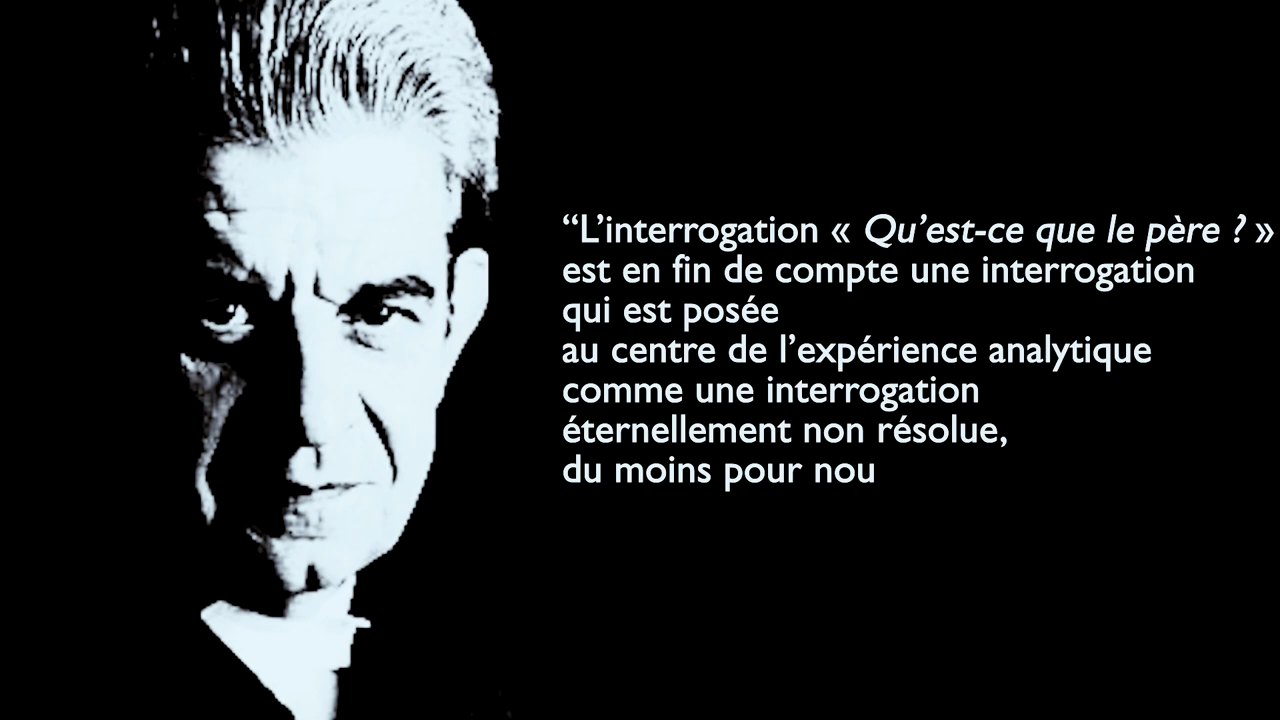 “L’interrogation « Qu’est-ce que le père ? »
est en fin de compte une interrogation
qui est posée
au centre de l’expérience analytique
comme une interrogation
éternellement non résolue,
du moins pour nou